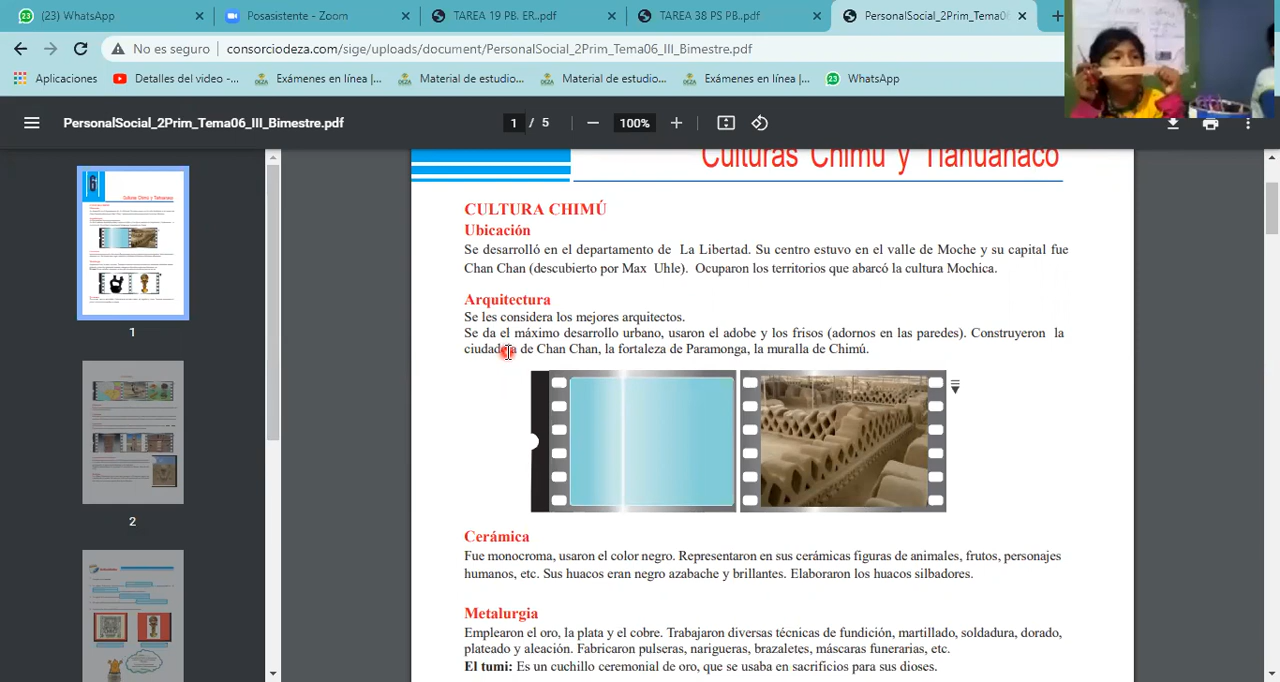 (23) WhatsApp
Posasistente - Zoom
TAREA 19 PB. ER..pdf
TAREA 38 PS PB..pdf
PersonalSocial_2Prim_Tema06
No es seguro
consorciodeza.com/sige/uploads/document/PersonalSocial_2Prim_Tema06_III_Bimestre.pdf
Aplicaciones
Detalles del video -...
Exámenes en línea |...
Material de estudio...
Material de estudio...
Exámenes en línea |...
WhatsApp
PersonalSocial_2Prim_Tema06_III_Bimestre.pdf
1 / 5
100%
Culturas Chimú y Tiahuanaco
CULTURA CHIMÚ
Ubicación
Se desarrolló en el departamento de La Libertad. Su centro estuvo en el valle de Moche y su capital fue
Chan Chan (descubierto por Max Uhle). Ocuparon los territorios que abarcó la cultura Mochica.
Arquitectura
Se les considera los mejores arquitectos.
Se da el máximo desarrollo urbano, usaron el adobe y los frisos (adornos en las paredes). Construyeron la
ciudadela de Chan Chan, la fortaleza de Paramonga, la muralla de Chimú.
Cerámica
Fue monocroma, usaron el color negro. Representaron en sus cerámicas figuras de animales, frutos, personajes
humanos, etc. Sus huacos eran negro azabache y brillantes. Elaboraron los huacos silbadores.
Metalurgia
Emplearon el oro, la plata y el cobre. Trabajaron diversas técnicas de fundición, martillado, soldadura, dorado,
plateado y aleación. Fabricaron pulseras, narigueras, brazaletes, máscaras funerarias, etc.
El tumi: Es un cuchillo ceremonial de oro, que se usaba en sacrificios para sus dioses.
6
1
2